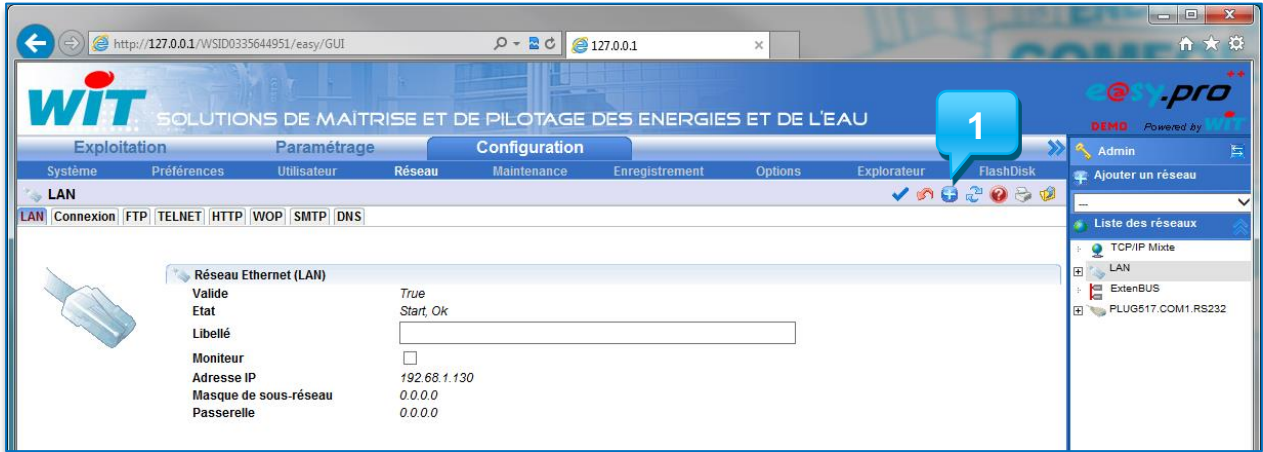 http://127.0.0.1/WSID0335644951/easy/GUI
127.0.0.1
WIT SOLUTIONS DE MAÎTRISE ET DE PILOTAGE DES ENERGIES ET DE L'EAU
e@sy.pro ++
DEMO Powered by WIT
1
Exploitation Paramétrage Configuration
Admin
Système Préférences Utilisateur Réseau Maintenance Enregistrement Options Explorateur FlashDisk
Ajouter un réseau
LAN
...
LAN Connexion FTP TELNET HTTP WOP SMTP DNS
Liste des réseaux
TCP/IP Mixte
LAN
ExtenBUS
PLUG517.COM1.RS232
Réseau Ethernet (LAN)
Valide True
Etat Start, Ok
Libellé
Moniteur
Adresse IP 192.68.1.130
Masque de sous-réseau 0.0.0.0
Passerelle 0.0.0.0